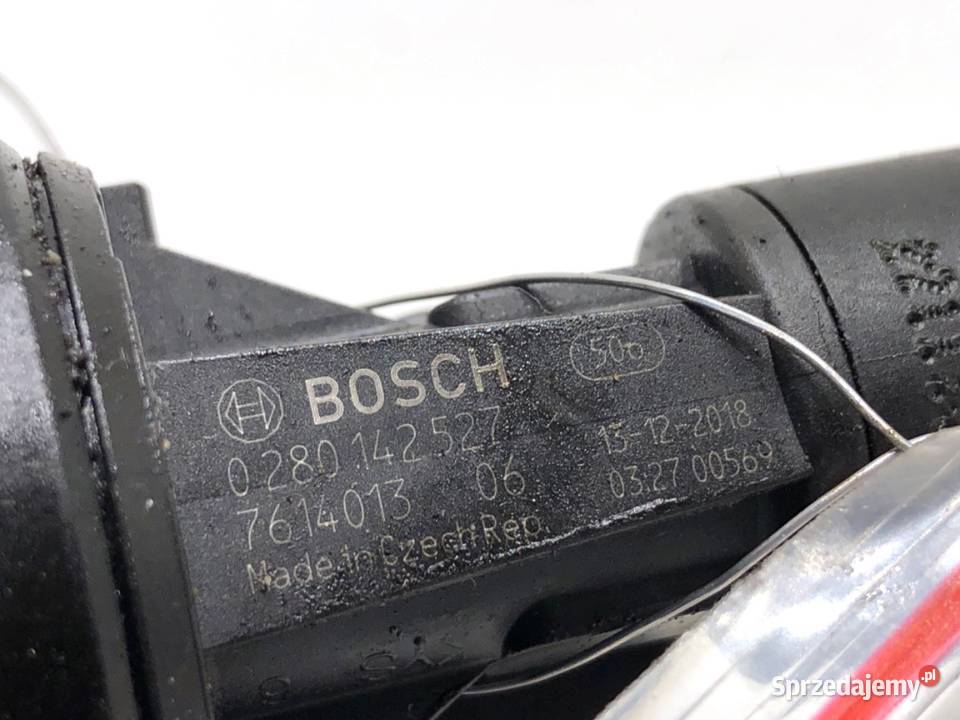 BOSCH 506
0 280 142 527 13-12-2018
7614013 06 03:27 00569
Made in Czech Rep.
Sprzedajemy.pl